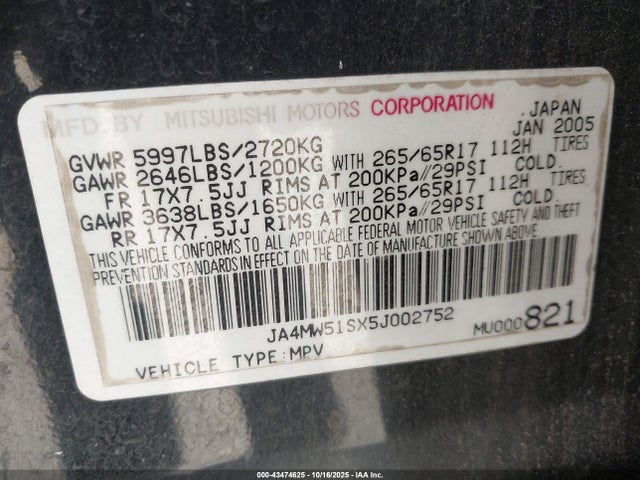 MFD. BY MITSUBISHI MOTORS CORPORATION JAPAN
JAN 2005
GVWR 5997LBS/2720KG
GAWR 2646LBS/1200KG WITH 265/65R17 112H TIRES
FR 17X7.5JJ RIMS AT 200KPa//29PSI COLD.
GAWR 3638LBS/1650KG WITH 265/65R17 112H TIRES
RR 17X7.5JJ RIMS AT 200KPa//29PSI COLD.
THIS VEHICLE CONFORMS TO ALL APPLICABLE FEDERAL MOTOR VEHICLE SAFETY AND THEFT
PREVENTION STANDARDS IN EFFECT ON THE DATE OF MANUFACTURE SHOWN ABOVE.
JA4MW51SX5J002752
MU000821
VEHICLE TYPE:MPV
000-43474625 - 10/16/2025 - IAA Inc.